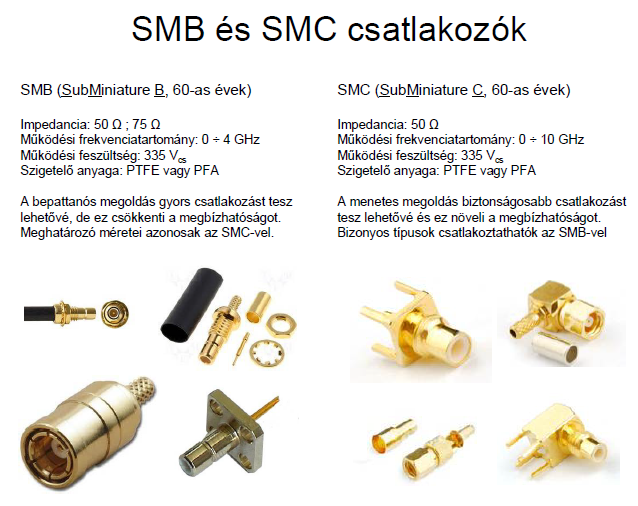 SMB és SMC csatlakozók
SMB (SubMiniature B, 60-as évek)
Impedancia: 50 Ω ; 75 Ω
Működési frekvenciatartomány: 0 ÷ 4 GHz
Működési feszültség: 335 Vcs
Szigetelő anyaga: PTFE vagy PFA
A bepattanós megoldás gyors csatlakozást tesz
lehetővé, de ez csökkenti a megbízhatóságot.
Meghatározó méretei azonosak az SMC-vel.
SMC (SubMiniature C, 60-as évek)
Impedancia: 50 Ω
Működési frekvenciatartomány: 0 ÷ 10 GHz
Működési feszültség: 335 Vcs
Szigetelő anyaga: PTFE vagy PFA
A menetes megoldás biztonságosabb csatlakozást
tesz lehetővé és ez növeli a megbízhatóságot.
Bizonyos típusok csatlakoztathatók az SMB-vel